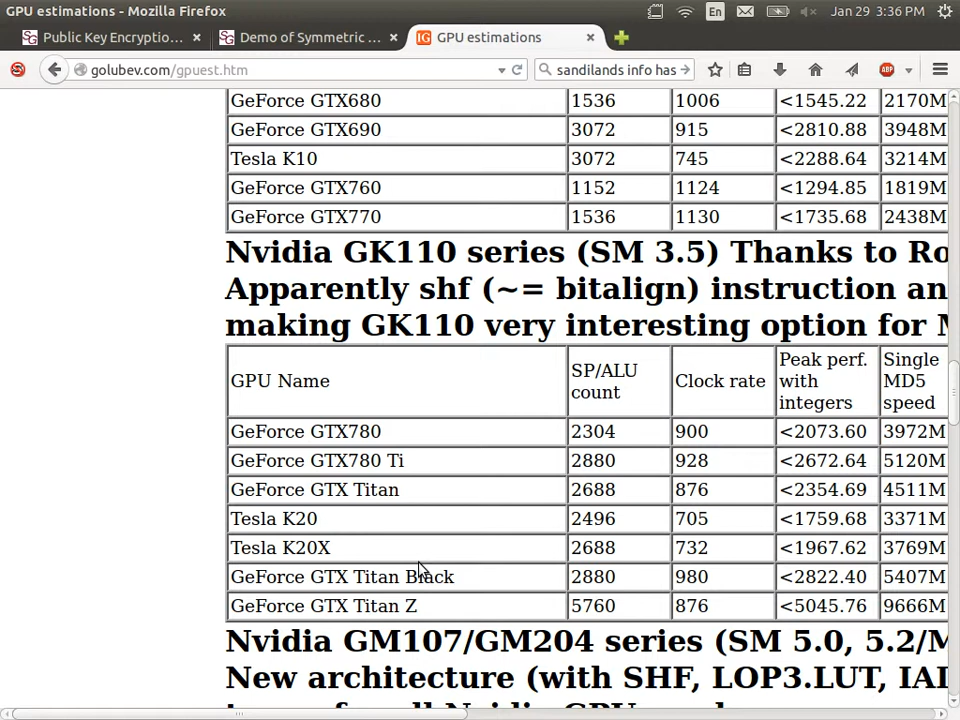 GPU estimations - Mozilla Firefox
En
Jan 29 3:36 PM
Public Key Encryptio...
Demo of Symmetric ...
IG GPU estimations
golubev.com/gpuest.htm
sandilands info has
ABP
GeForce GTX680 1536 1006 <1545.22 2170M
GeForce GTX690 3072 915 <2810.88 3948M
Tesla K10 3072 745 <2288.64 3214M
GeForce GTX760 1152 1124 <1294.85 1819M
GeForce GTX770 1536 1130 <1735.68 2438M
Nvidia GK110 series (SM 3.5) Thanks to Ro
Apparently shf (~= bitalign) instruction an
making GK110 very interesting option for
GPU Name SP/ALU count Clock rate Peak perf. with integers Single MD5 speed
GeForce GTX780 2304 900 <2073.60 3972M
GeForce GTX780 Ti 2880 928 <2672.64 5120M
GeForce GTX Titan 2688 876 <2354.69 4511M
Tesla K20 2496 705 <1759.68 3371M
Tesla K20X 2688 732 <1967.62 3769M
GeForce GTX Titan Black 2880 980 <2822.40 5407M
GeForce GTX Titan Z 5760 876 <5045.76 9666M
Nvidia GM107/GM204 series (SM 5.0, 5.2/M
New architecture (with SHF, LOP3.LUT, IAD